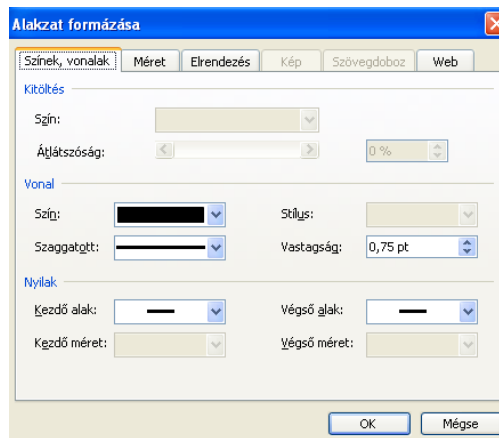 Alakzat formázása
Színek, vonalak Méret Elrendezés Kép Szövegdoboz Web
Kitöltés
Szín:
Átlátszóság: 0 %
Vonal
Szín: Stílus:
Szaggatott: Vastagság: 0,75 pt
Nyilak
Kezdő alak: Végső alak:
Kezdő méret: Végső méret:
OK Mégse